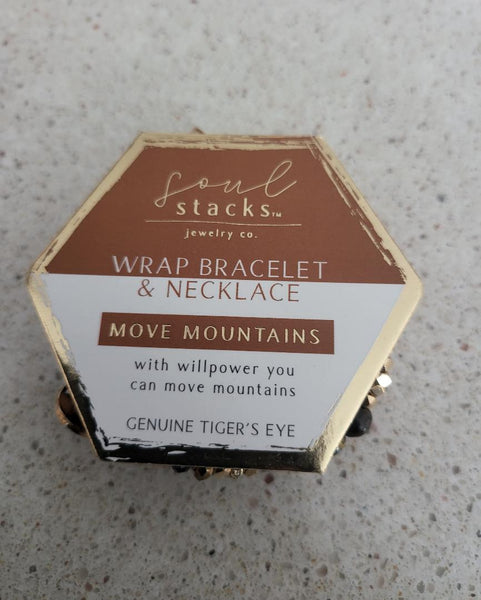 soul
stacks™
jewelry co.
WRAP BRACELET
& NECKLACE
MOVE MOUNTAINS
with willpower you
can move mountains
GENUINE TIGER'S EYE